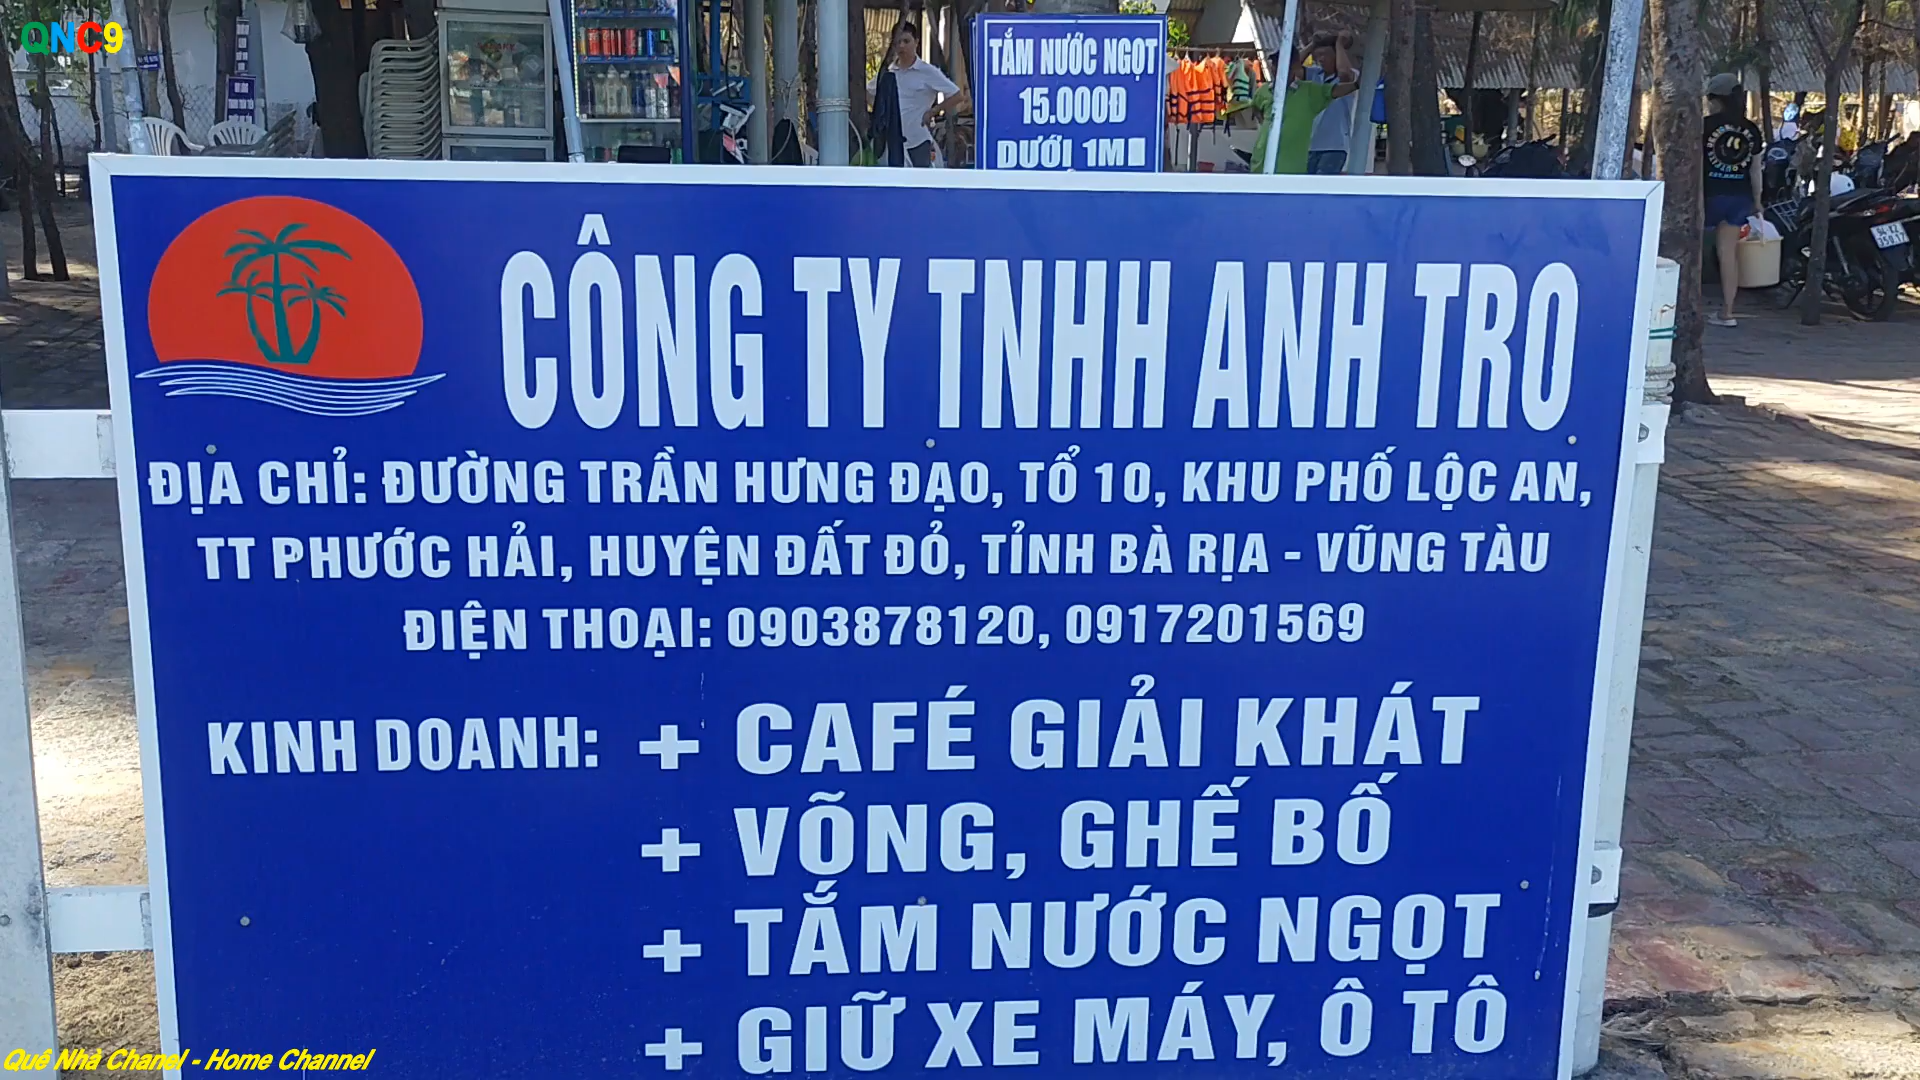 QNC9
TẮM NƯỚC NGỌT
15.000Đ
DƯỚI 1M
CÔNG TY TNHH ANH TRỌ
ĐỊA CHỈ: ĐƯỜNG TRẦN HƯNG ĐẠO, TỔ 10, KHU PHỐ LỘC AN,
TT PHƯỚC HẢI, HUYỆN ĐẤT ĐỎ, TỈNH BÀ RỊA - VŨNG TÀU
ĐIỆN THOẠI: 0903878120, 0917201569
KINH DOANH: + CAFÉ GIẢI KHÁT
+ VÕNG, GHẾ BỐ
+ TẮM NƯỚC NGỌT
+ GIỮ XE MÁY, Ô TÔ
Quê Nhà Chanel - Home Channel